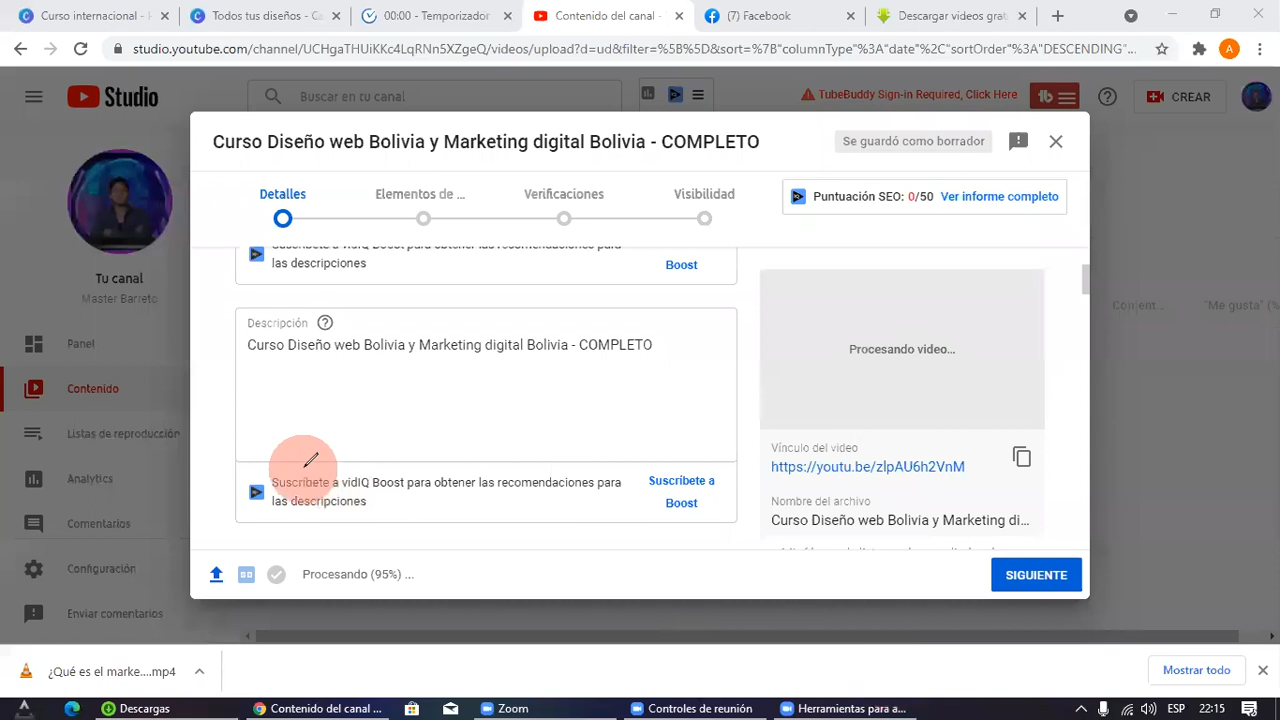 Curso internacional - H
Todos tus diseños - C
00:00 - Temporizador
Contenido del canal -
(7) Facebook
Descargar videos grat
studio.youtube.com/channel/UCHgaTHUiKKc4LqRNn5XZgeQ/videos/upload?d=ud&filter=%5B%5D&sort=%7B"columnType"%3A"date"%2C"sortOrder"%3A"DESCENDING"...
Studio
Buscar en tu canal
TubeBuddy Sign-in Required, Click Here
tb
CREAR
Curso Diseño web Bolivia y Marketing digital Bolivia - COMPLETO
Se guardó como borrador
Detalles
Elementos de ...
Verificaciones
Visibilidad
Puntuación SEO: 0/50 Ver informe completo
Suscríbete a vidIQ Boost para obtener las recomendaciones para
las descripciones
Boost
Descripción
Curso Diseño web Bolivia y Marketing digital Bolivia - COMPLETO
Procesando video...
Suscríbete a vidIQ Boost para obtener las recomendaciones para
las descripciones
Suscríbete a
Boost
Vínculo del video
https://youtu.be/zlpAU6h2VnM
Nombre del archivo
Curso Diseño web Bolivia y Marketing di...
Procesando (95%) ...
SIGUIENTE
Tu canal
Master Barreto
Panel
Contenido
Listas de reproducción
Analytics
Comentarios
Configuración
Enviar comentarios
Coment...
"Me gusta" (%
¿Qué es el marke....mp4
Mostrar todo
Descargas
Contenido del canal ...
Zoom
Controles de reunión
Herramientas para a...
ESP
22:15